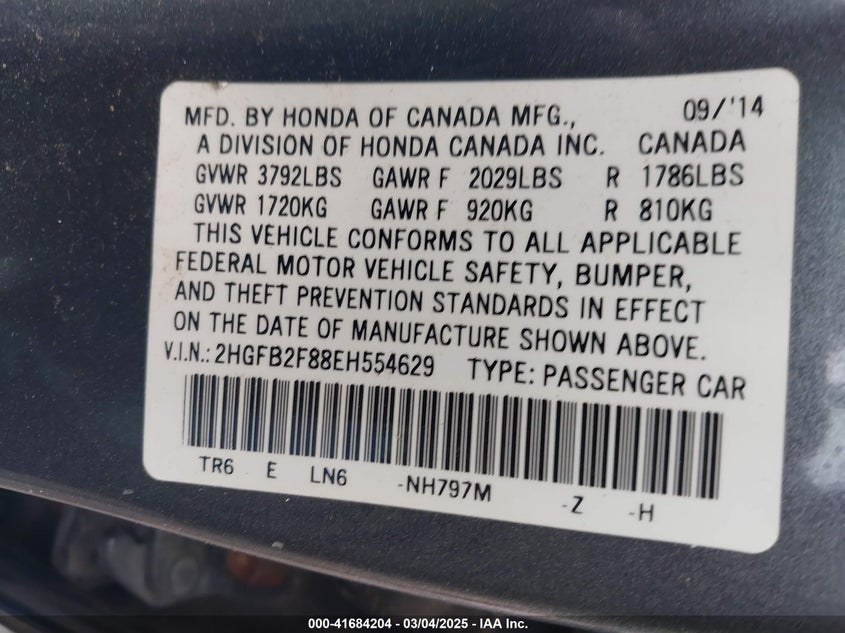 MFD. BY HONDA OF CANADA MFG., 09/'14
A DIVISION OF HONDA CANADA INC. CANADA
GVWR 3792LBS GAWR F 2029LBS R 1786LBS
GVWR 1720KG GAWR F 920KG R 810KG
THIS VEHICLE CONFORMS TO ALL APPLICABLE
FEDERAL MOTOR VEHICLE SAFETY, BUMPER,
AND THEFT PREVENTION STANDARDS IN EFFECT
ON THE DATE OF MANUFACTURE SHOWN ABOVE.
V.I.N.: 2HGFB2F88EH554629 TYPE: PASSENGER CAR
TR6 E LN6 -NH797M -Z -H
000-41684204 — 03/04/2025 — IAA Inc.